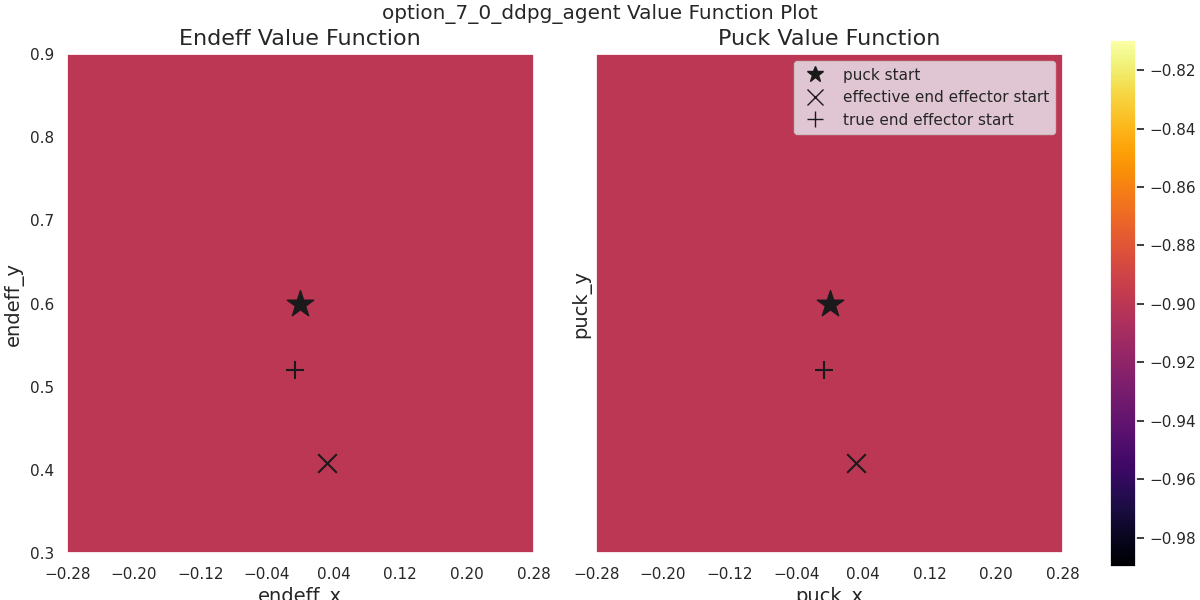 option_7_0_ddpg_agent Value Function Plot
Endeff Value Function
Puck Value Function
puck start
effective end effector start
true end effector start
endeff_y
0.9
0.8
0.7
0.6
0.5
0.4
0.3
puck_y
−0.82
−0.84
−0.86
−0.88
−0.90
−0.92
−0.94
−0.96
−0.98
−0.28 −0.20 −0.12 −0.04 0.04 0.12 0.20 0.28
−0.28 −0.20 −0.12 −0.04 0.04 0.12 0.20 0.28
endeff_x
puck_x